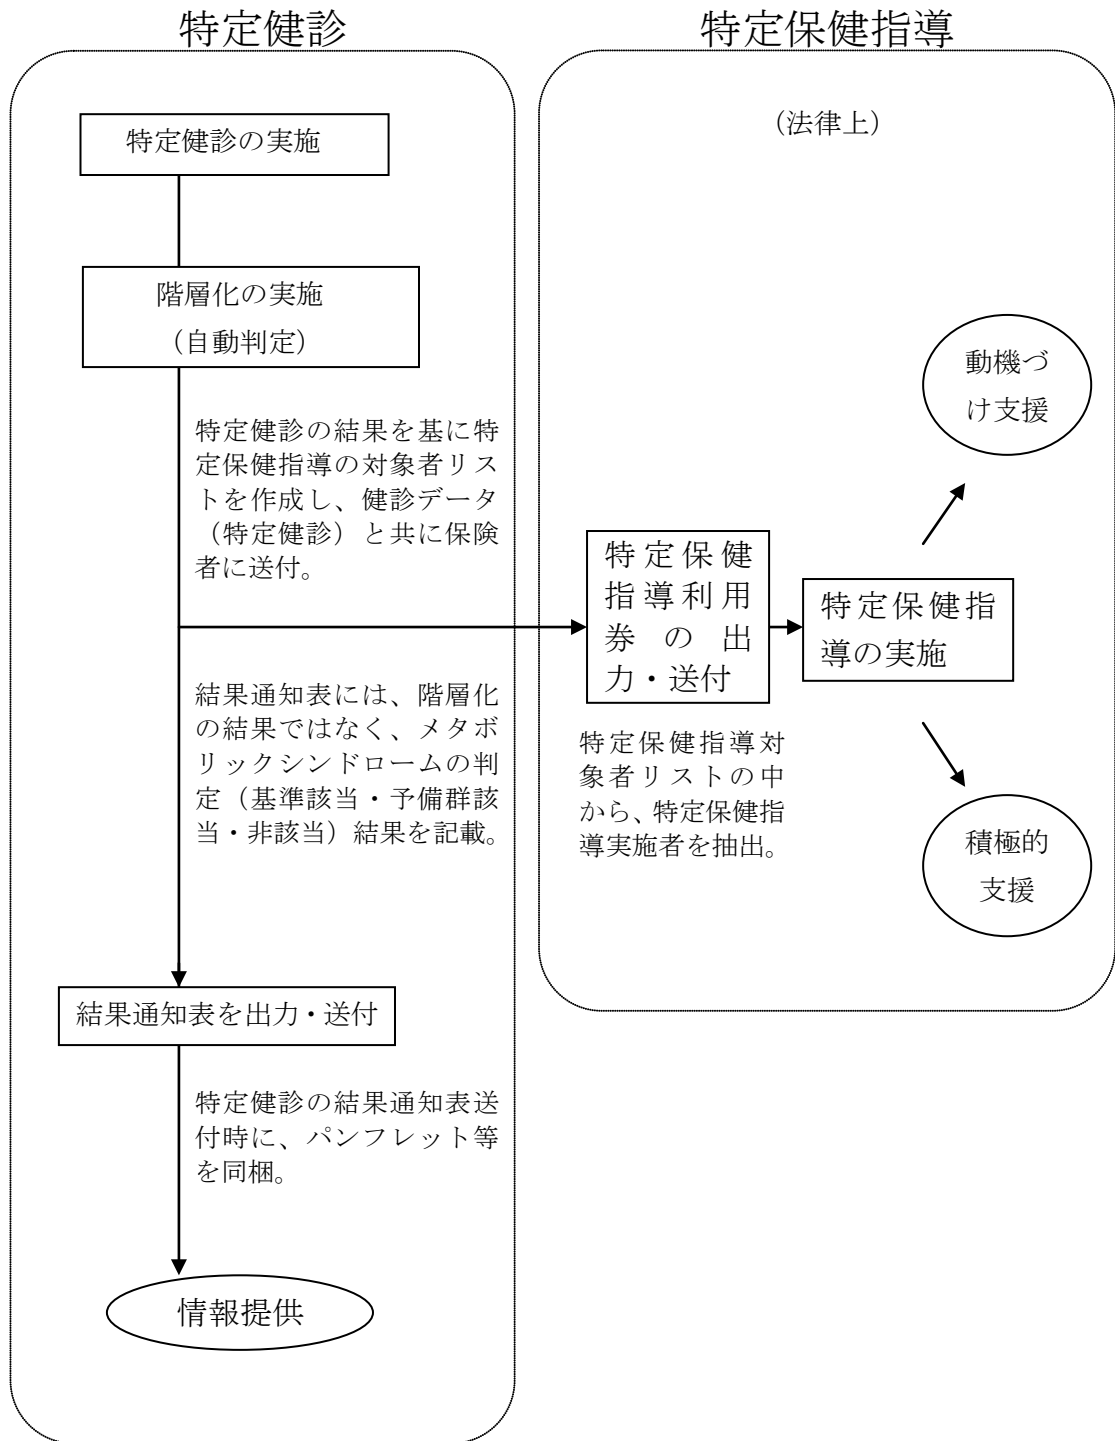 特定健診
特定健診の実施
階層化の実施
（自動判定）
特定健診の結果を基に特
定保健指導の対象者リス
トを作成し、健診データ
（特定健診）と共に保険
者に送付。
結果通知表には、階層化
の結果ではなく、メタボ
リックシンドロームの判
定（基準該当・予備群該
当・非該当）結果を記載。
結果通知表を出力・送付
特定健診の結果通知表送
付時に、パンフレット等
を同梱。
情報提供
特定保健指導
（法律上）
特定保健
指導利用
券の出
力・送付
特定保健指導対
象者リストの中
から、特定保健指
導実施者を抽出。
特定保健指
導の実施
動機づ
け支援
積極的
支援